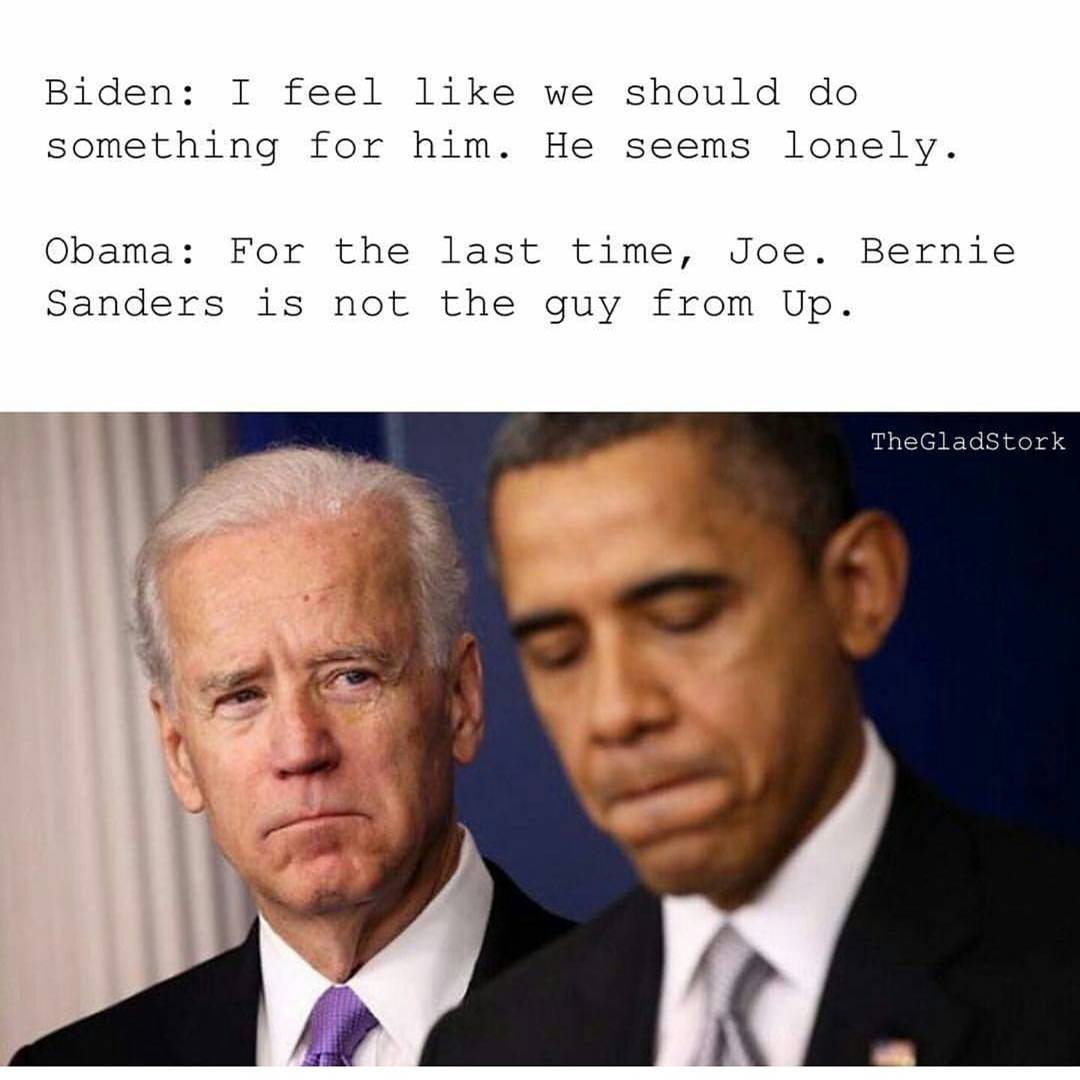 Biden: I feel like we should do
something for him. He seems lonely.
Obama: For the last time, Joe. Bernie
Sanders is not the guy from Up.
TheGladStork